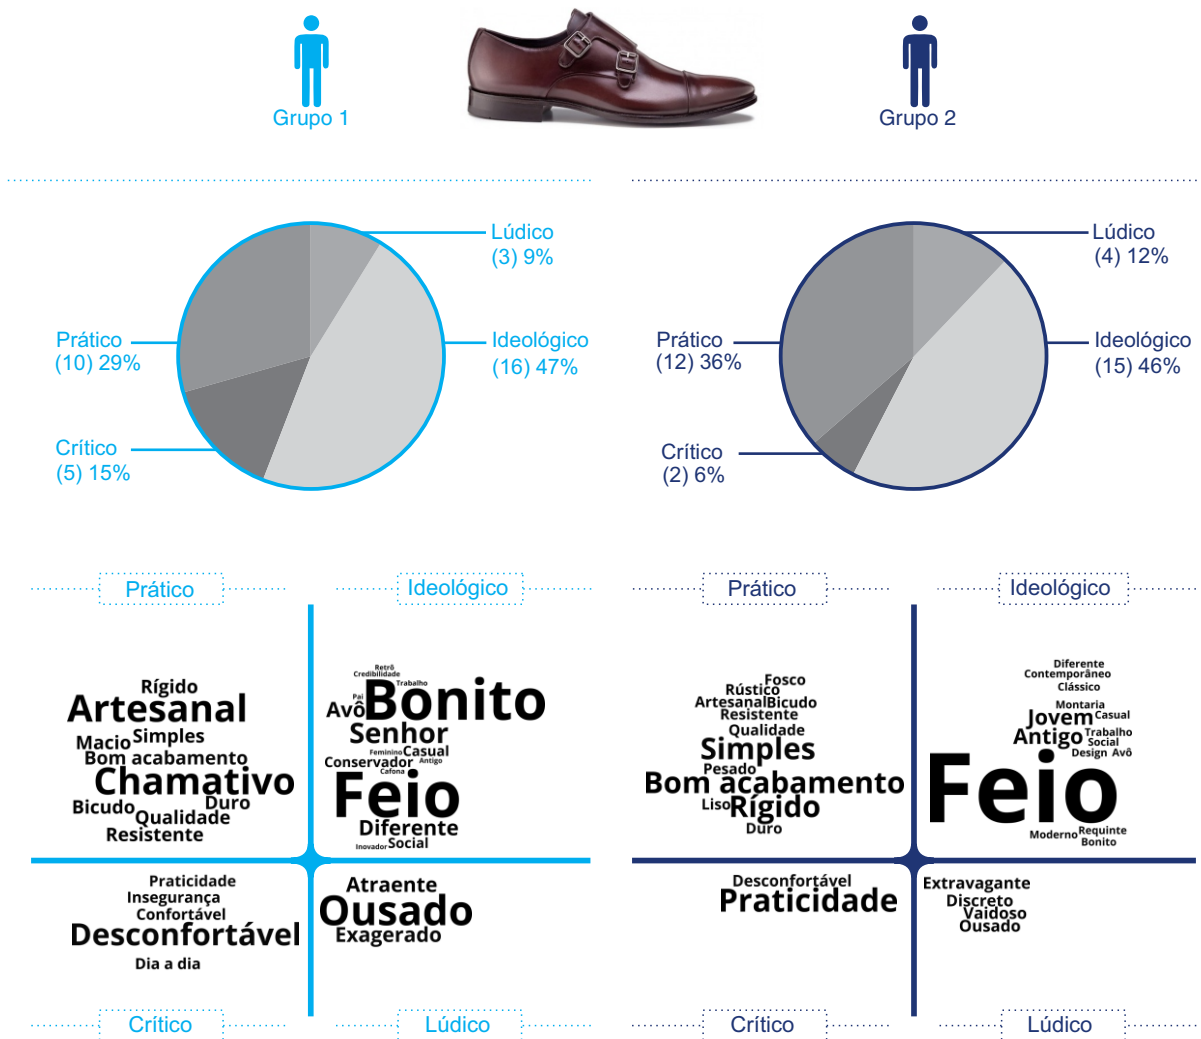 Grupo 1
Grupo 2
Lúdico
(3) 9%
Ideológico
(16) 47%
Prático
(10) 29%
Crítico
(5) 15%
Lúdico
(4) 12%
Ideológico
(15) 46%
Prático
(12) 36%
Crítico
(2) 6%
Prático
Ideológico
Rígido
Artesanal
Macio Simples
Bom acabamento
Chamativo
Bicudo Duro
Qualidade
Resistente
Retrô
Credibilidade
Trabalho
Pai
Avô Bonito
Senhor
Feminino Casual
Conservador Antigo
Cafona
Feio
Diferente
Inovador Social
Praticidade
Insegurança
Confortável
Desconfortável
Dia a dia
Atraente
Ousado
Exagerado
Crítico
Lúdico
Prático
Ideológico
Fosco
Rústico
Artesanal Bicudo
Resistente
Qualidade
Simples
Pesado
Bom acabamento
Liso Rígido
Duro
Diferente
Contemporâneo
Clássico
Montaria
Jovem Casual
Antigo Trabalho
Social
Design Avô
Feio
Moderno Requinte
Bonito
Desconfortável
Praticidade
Extravagante
Discreto
Vaidoso
Ousado
Crítico
Lúdico